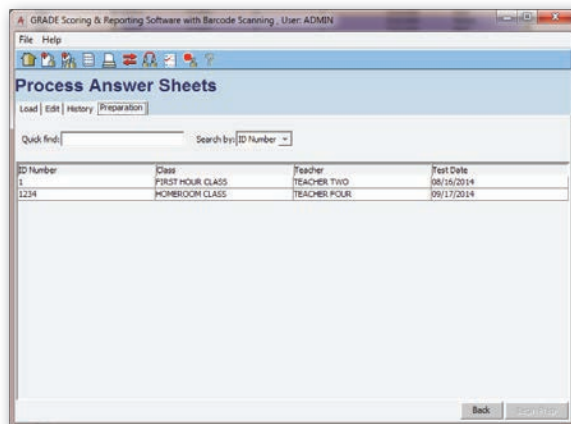 GRADE Scoring & Reporting Software with Barcode Scanning , User: ADMIN
File Help
Process Answer Sheets
Load Edit History Preparation
Quick find: Search by: ID Number
ID Number Class Teacher Test Date
1 FIRST HOUR CLASS TEACHER TWO 08/16/2014
1234 HOMEROOM CLASS TEACHER FOUR 09/17/2014
Back